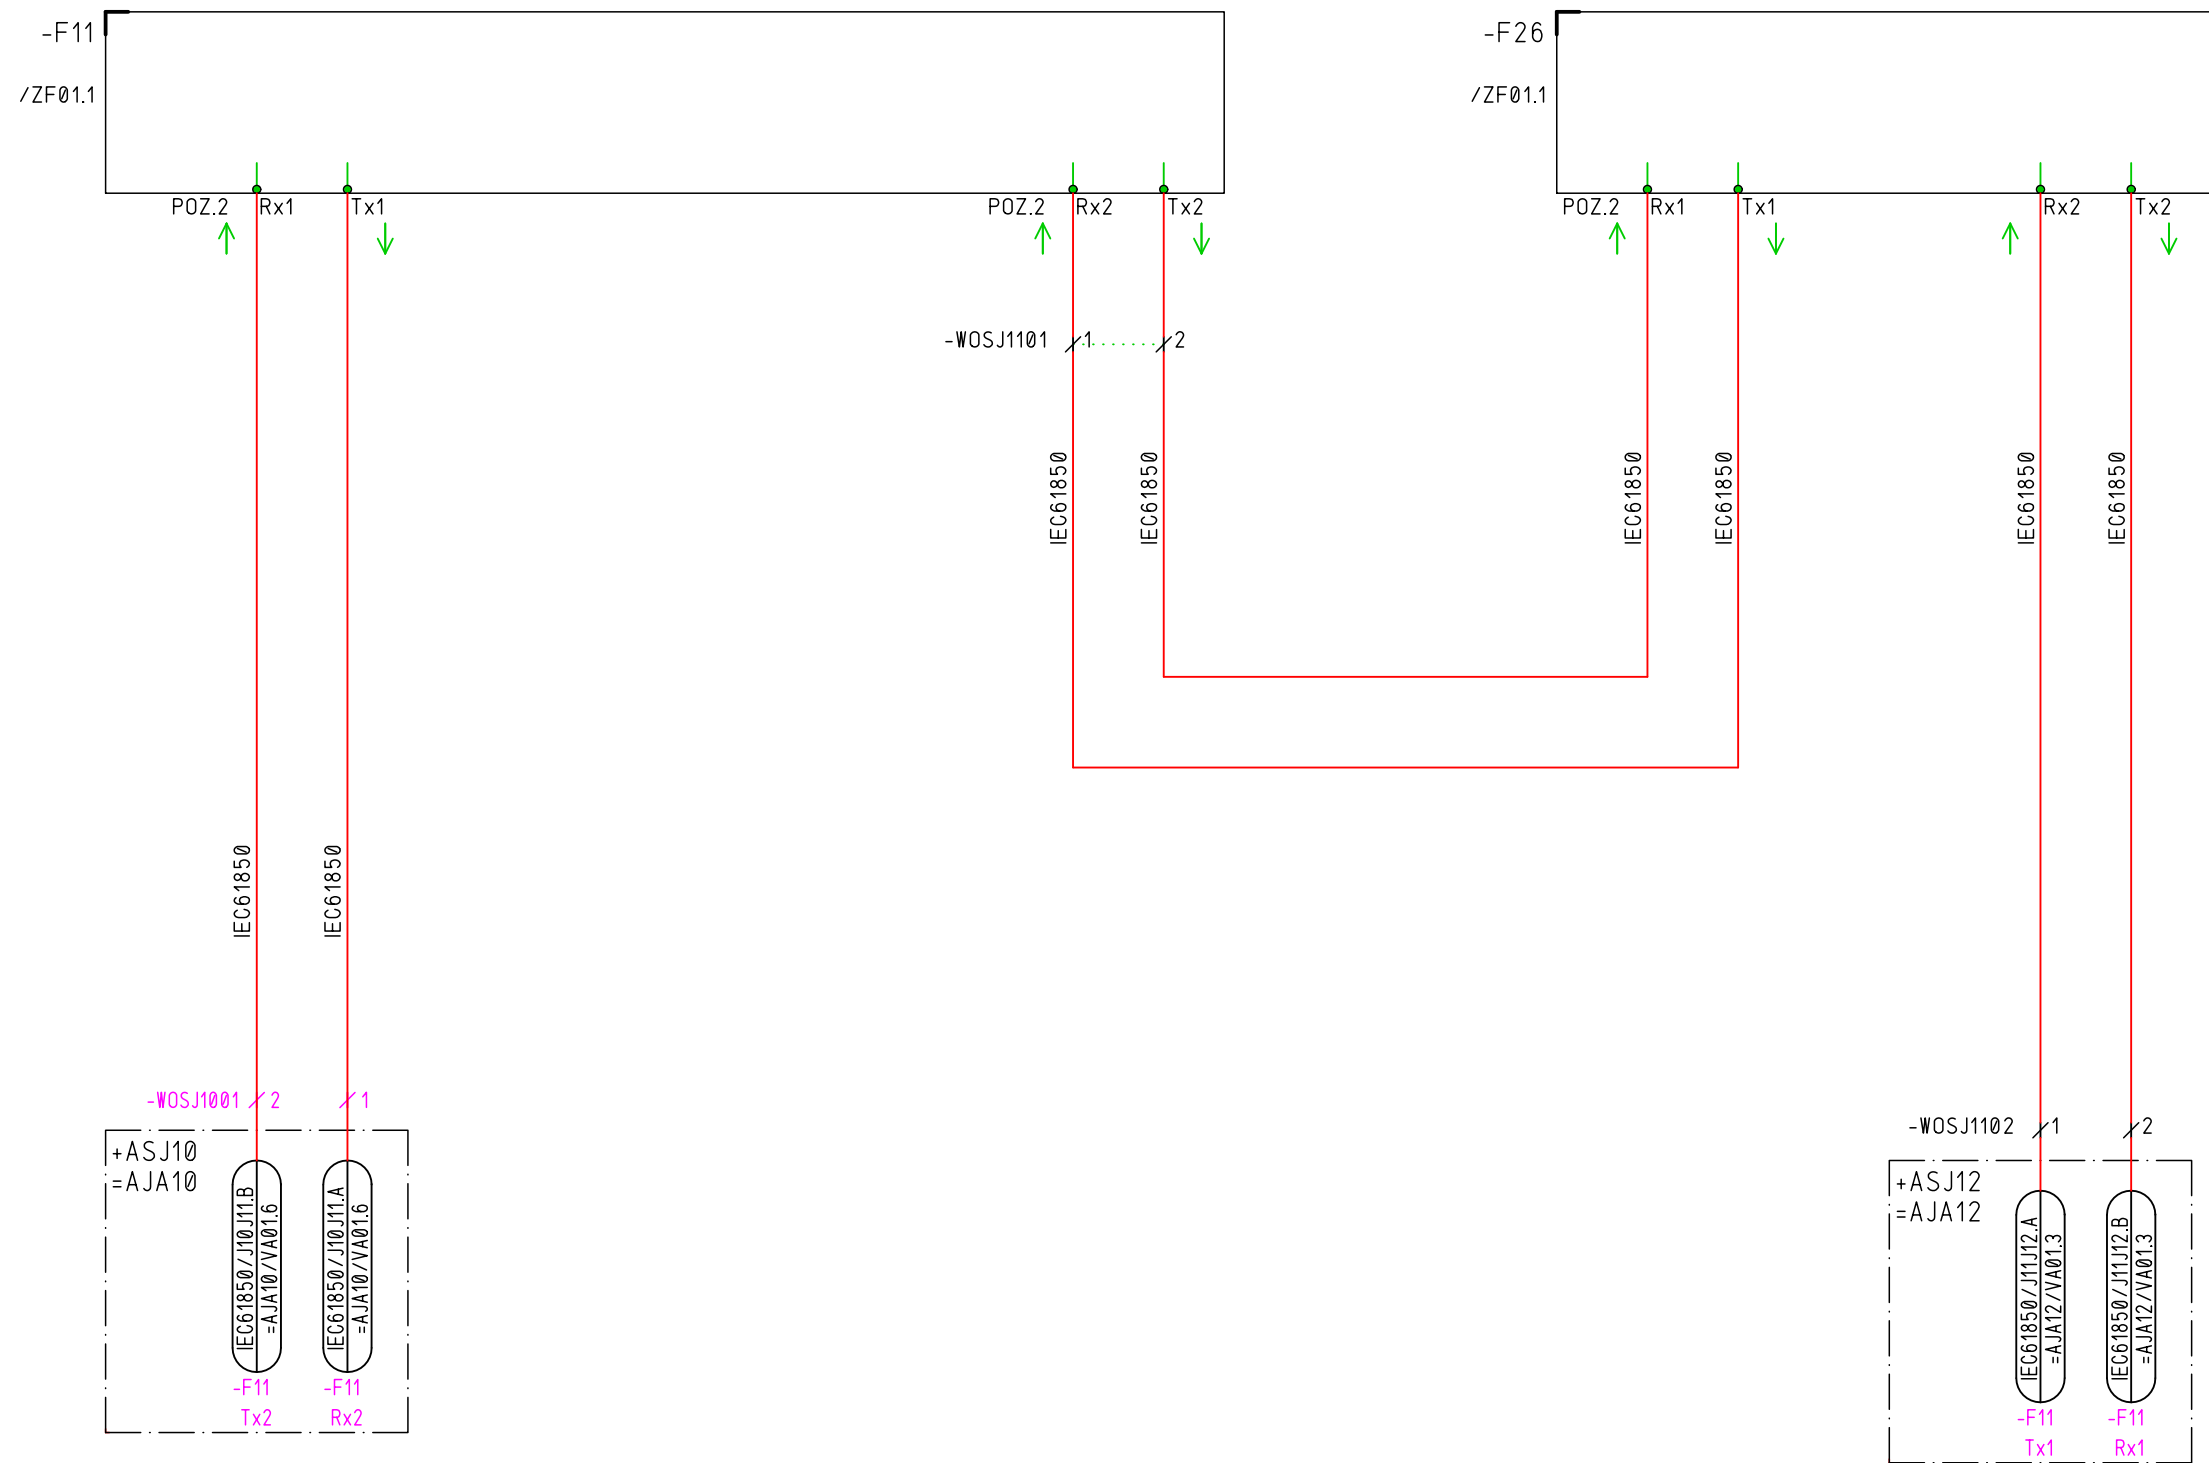 -F11
/ZF01.1
-F26
/ZF01.1
POZ.2 Rx1 Tx1
POZ.2 Rx2 Tx2
POZ.2 Rx1 Tx1
Rx2 Tx2
-WOSJ1101 1 2
IEC61850
IEC61850
IEC61850
IEC61850
IEC61850
IEC61850
IEC61850
IEC61850
-WOSJ1001 2 1
+ASJ10
=AJA10
IEC61850/J10J11.B
=AJA10/VA01.6
IEC61850/J10J11.A
=AJA10/VA01.6
-F11
Tx2
-F11
Rx2
-WOSJ1102 1 2
+ASJ12
=AJA12
IEC61850/J11J12.A
=AJA12/VA01.3
IEC61850/J11J12.B
=AJA12/VA01.3
-F11
Tx1
-F11
Rx1